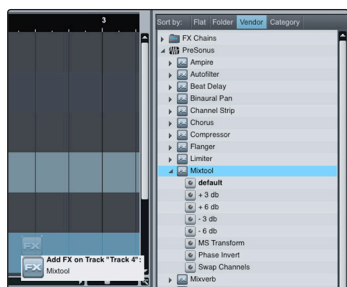 3
Sort by: Flat Folder Vendor Category
FX Chains
PreSonus
Ampire
Autofilter
Beat Delay
Binaural Pan
Channel Strip
Chorus
Compressor
Flanger
Limiter
Mixtool
default
+ 3 db
+ 6 db
- 3 db
- 6 db
MS Transform
Phase Invert
Swap Channels
Mixverb
FX
FX
Add FX on Track "Track 4":
Mixtool